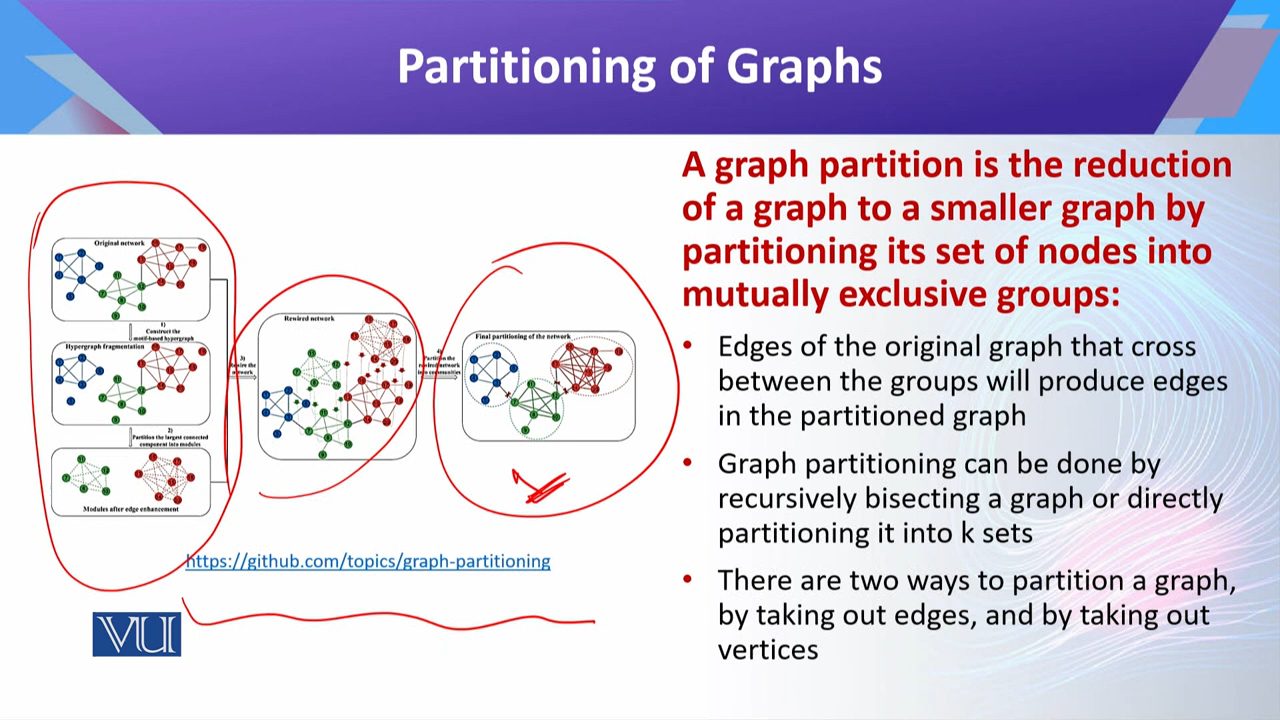 Partitioning of Graphs
A graph partition is the reduction
of a graph to a smaller graph by
partitioning its set of nodes into
mutually exclusive groups:
• Edges of the original graph that cross
between the groups will produce edges
in the partitioned graph
• Graph partitioning can be done by
recursively bisecting a graph or directly
partitioning it into k sets
• There are two ways to partition a graph,
by taking out edges, and by taking out
vertices
Original network
1)
Construct the
motif-based hypergraph
Hypergraph fragmentation
2)
Partition the largest connected
component into modules
Modules after edge enhancement
3)
network
Rewired network
4)
Partition the
rewired network
into communities
Final partitioning of the network
https://github.com/topics/graph-partitioning
VU